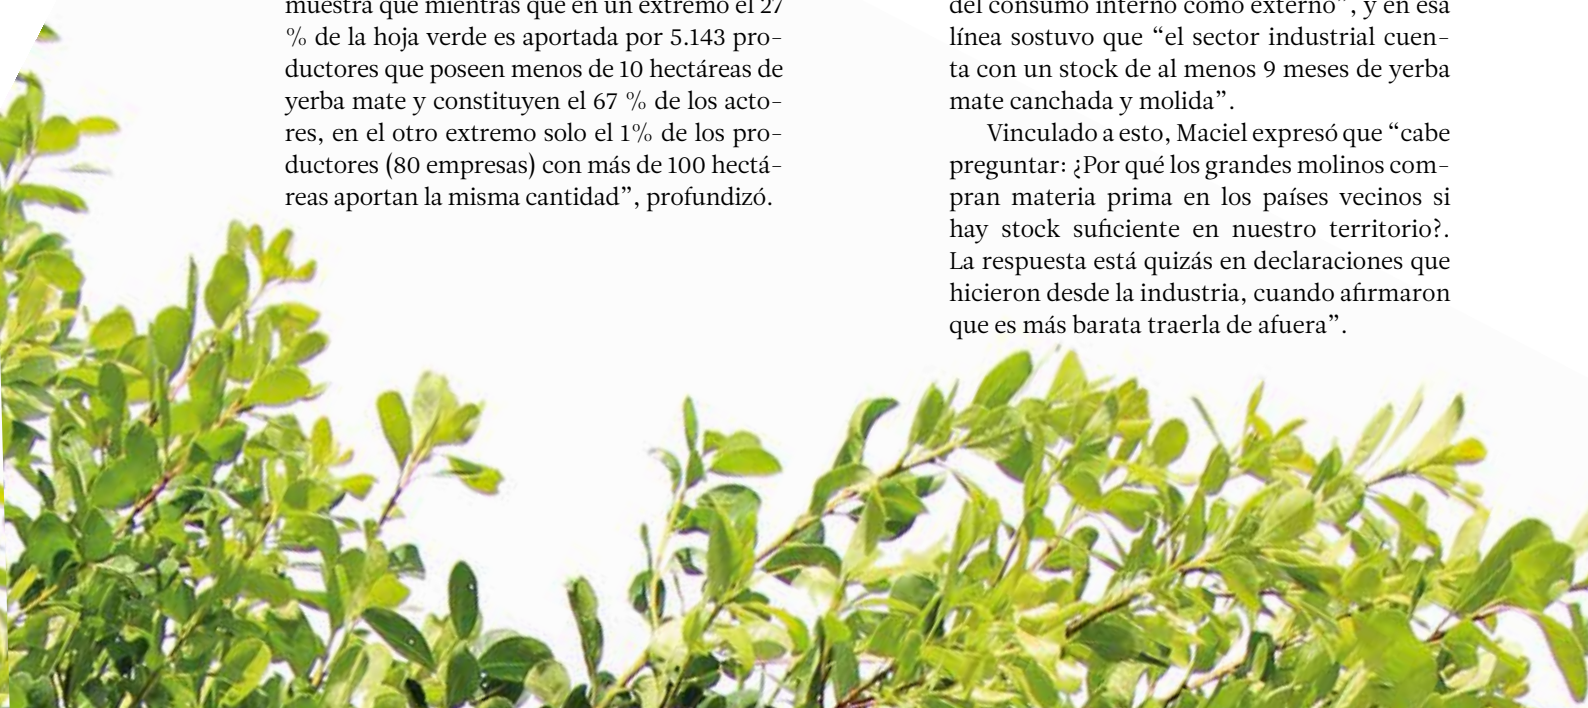 muestra que mientras que en un extremo el 27
% de la hoja verde es aportada por 5.143 pro-
ductores que poseen menos de 10 hectáreas de
yerba mate y constituyen el 67 % de los acto-
res, en el otro extremo solo el 1% de los pro-
ductores (80 empresas) con más de 100 hectá-
reas aportan la misma cantidad”, profundizó.
del consumo interno como externo”, y en esa
línea sostuvo que “el sector industrial cuen-
ta con un stock de al menos 9 meses de yerba
mate canchada y molida”.
Vinculado a esto, Maciel expresó que “cabe
preguntar: ¿Por qué los grandes molinos com-
pran materia prima en los países vecinos si
hay stock suficiente en nuestro territorio?.
La respuesta está quizás en declaraciones que
hicieron desde la industria, cuando afirmaron
que es más barata traerla de afuera”.